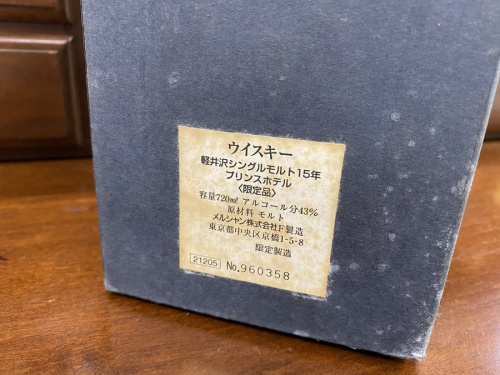 ウイスキー
軽井沢シングルモルト15年
プリンスホテル
〈限定品〉
容量720㎖ アルコール分43%
原材料 モルト
メルシャン株式会社F製造
東京都中央区京橋1-5-8
限定製造
21205 No.960358